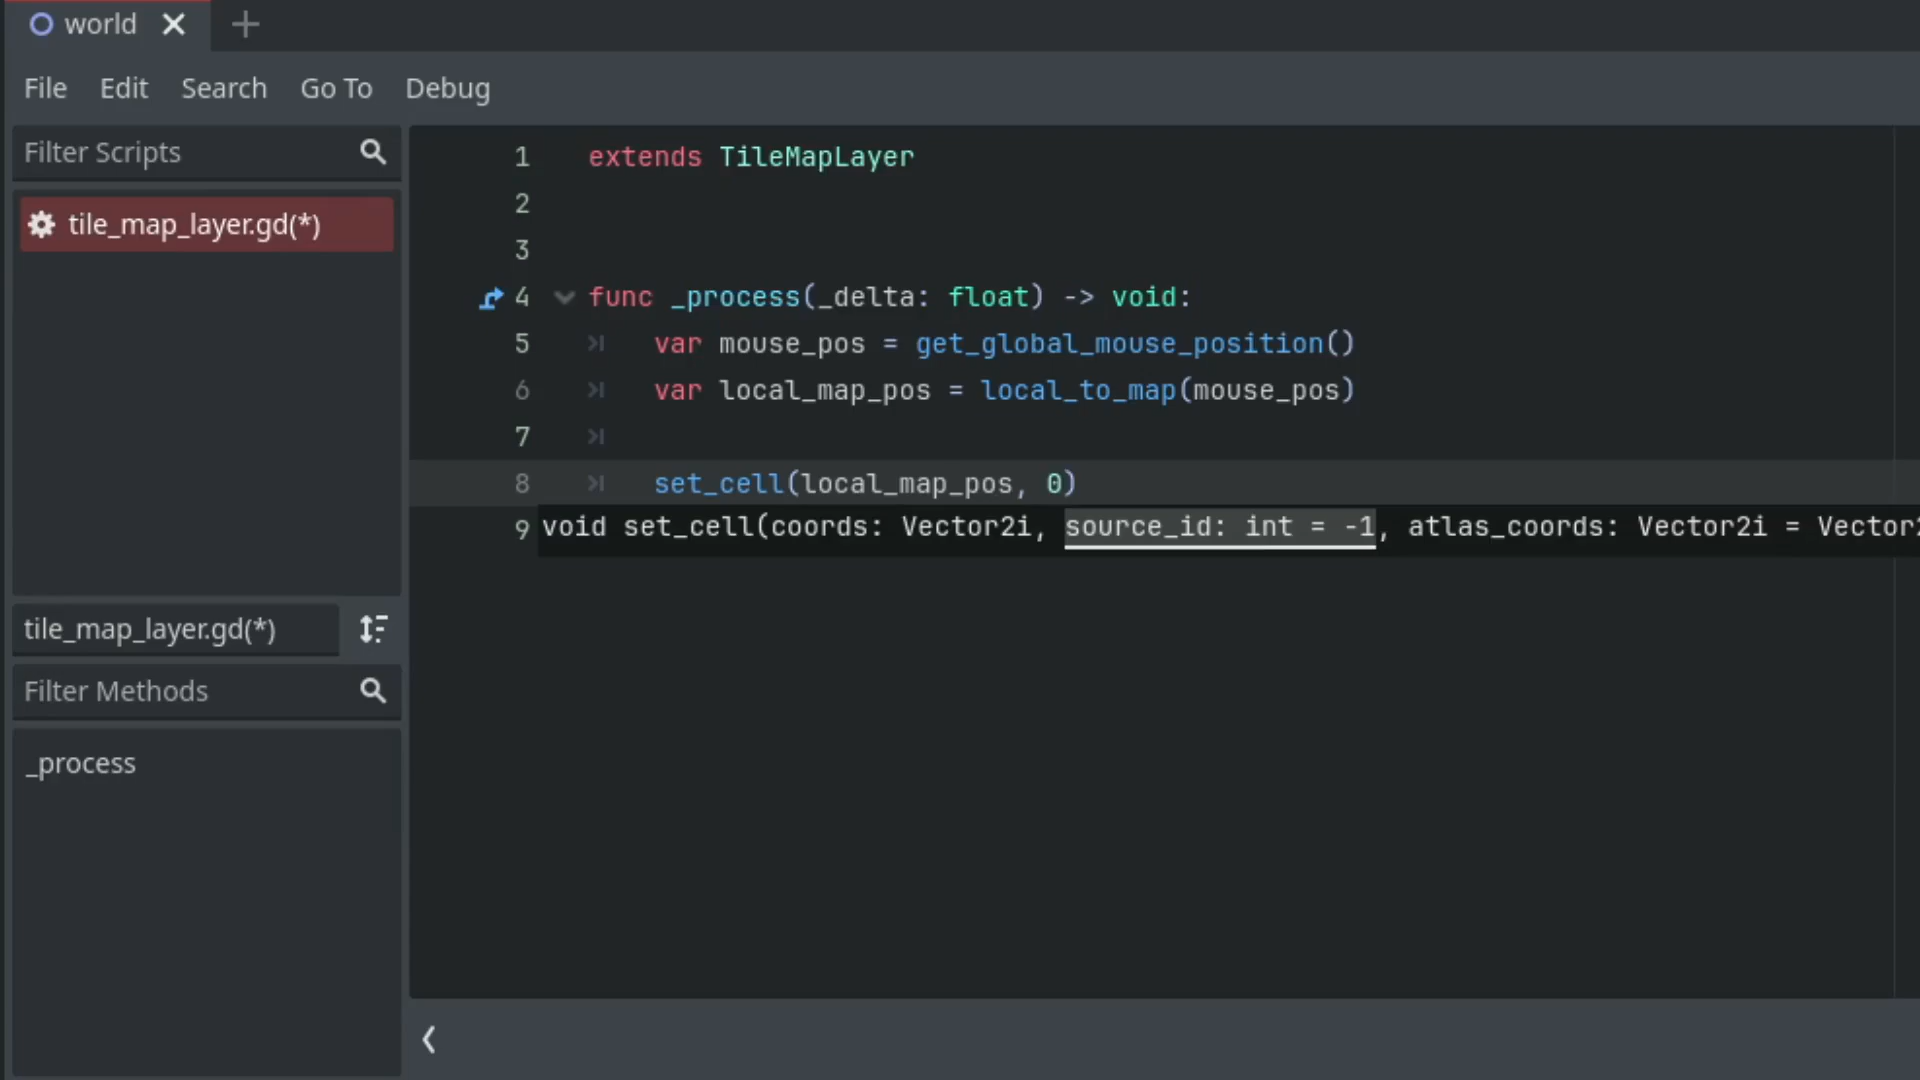 world
File Edit Search Go To Debug
Filter Scripts
tile_map_layer.gd(*)
tile_map_layer.gd(*)
Filter Methods
_process
1 extends TileMapLayer
2
3
4 func _process(_delta: float) -> void:
5 var mouse_pos = get_global_mouse_position()
6 var local_map_pos = local_to_map(mouse_pos)
7
8 set_cell(local_map_pos, 0)
9 void set_cell(coords: Vector2i, source_id: int = -1, atlas_coords: Vector2i = Vector2